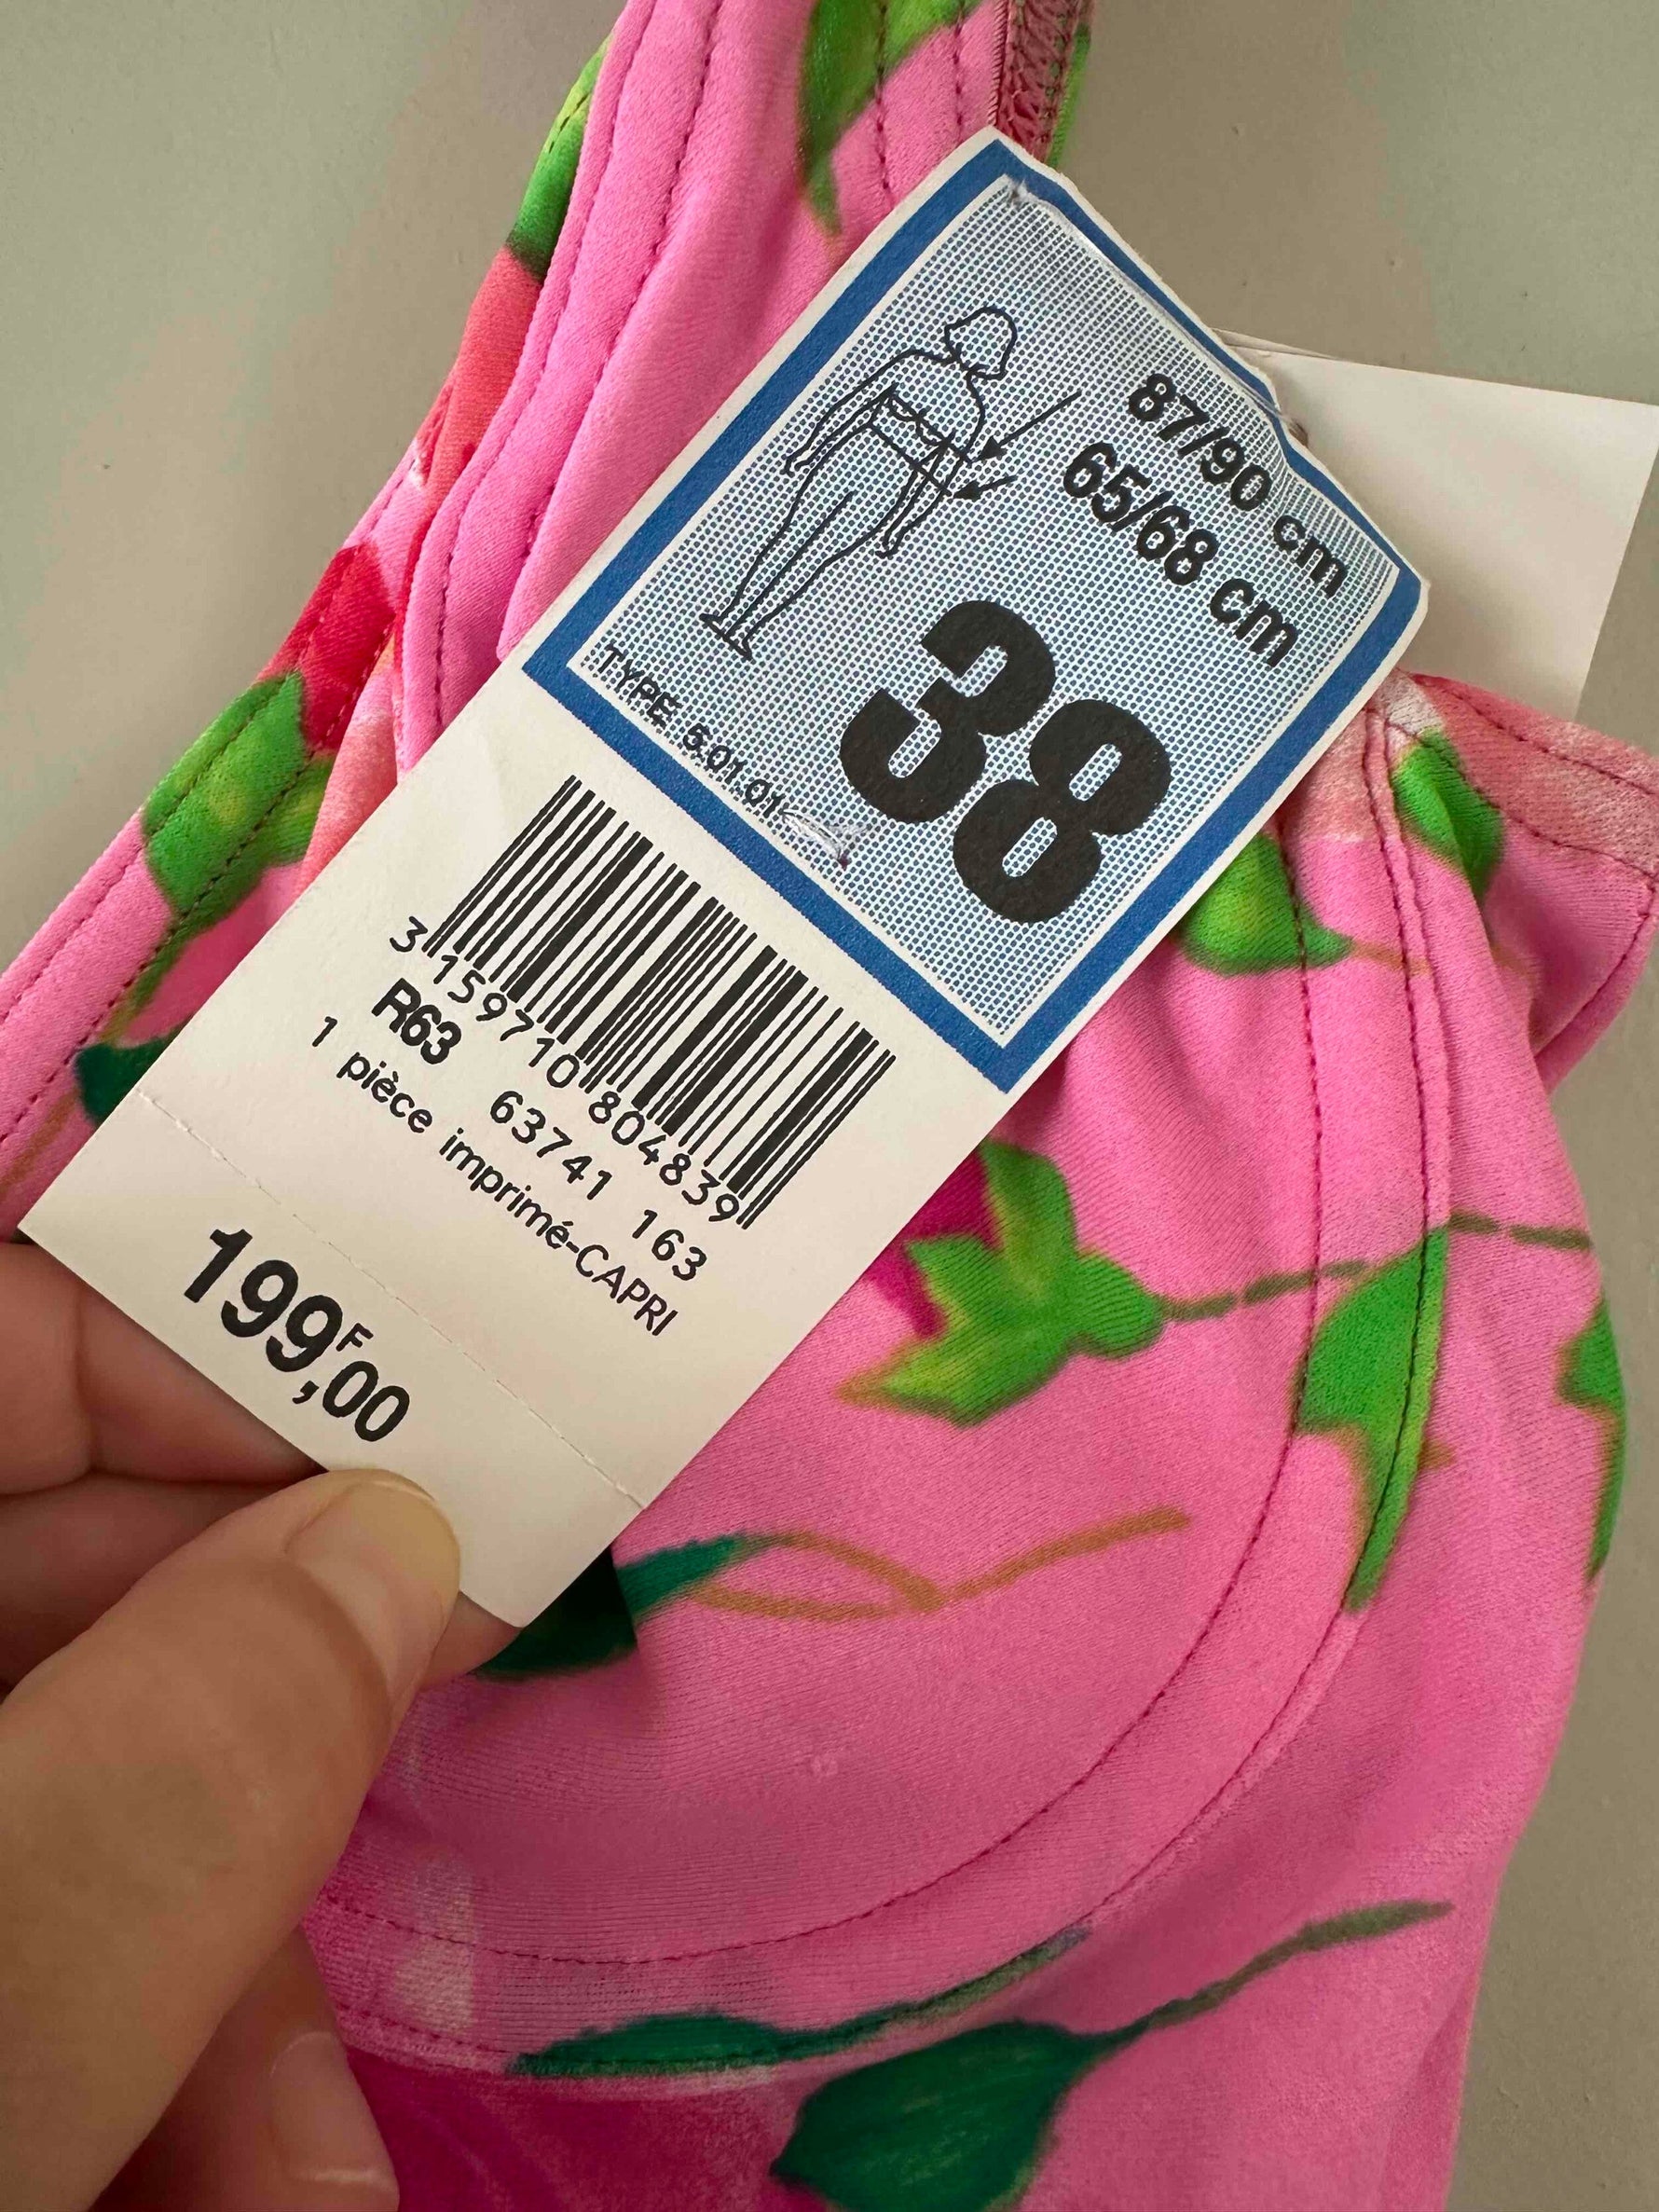 87/90 cm
65/68 cm
38
TYPE 5.01.01
3 159710 804839
R63 63741 163
1 pièce imprimé-CAPRI
199F,00